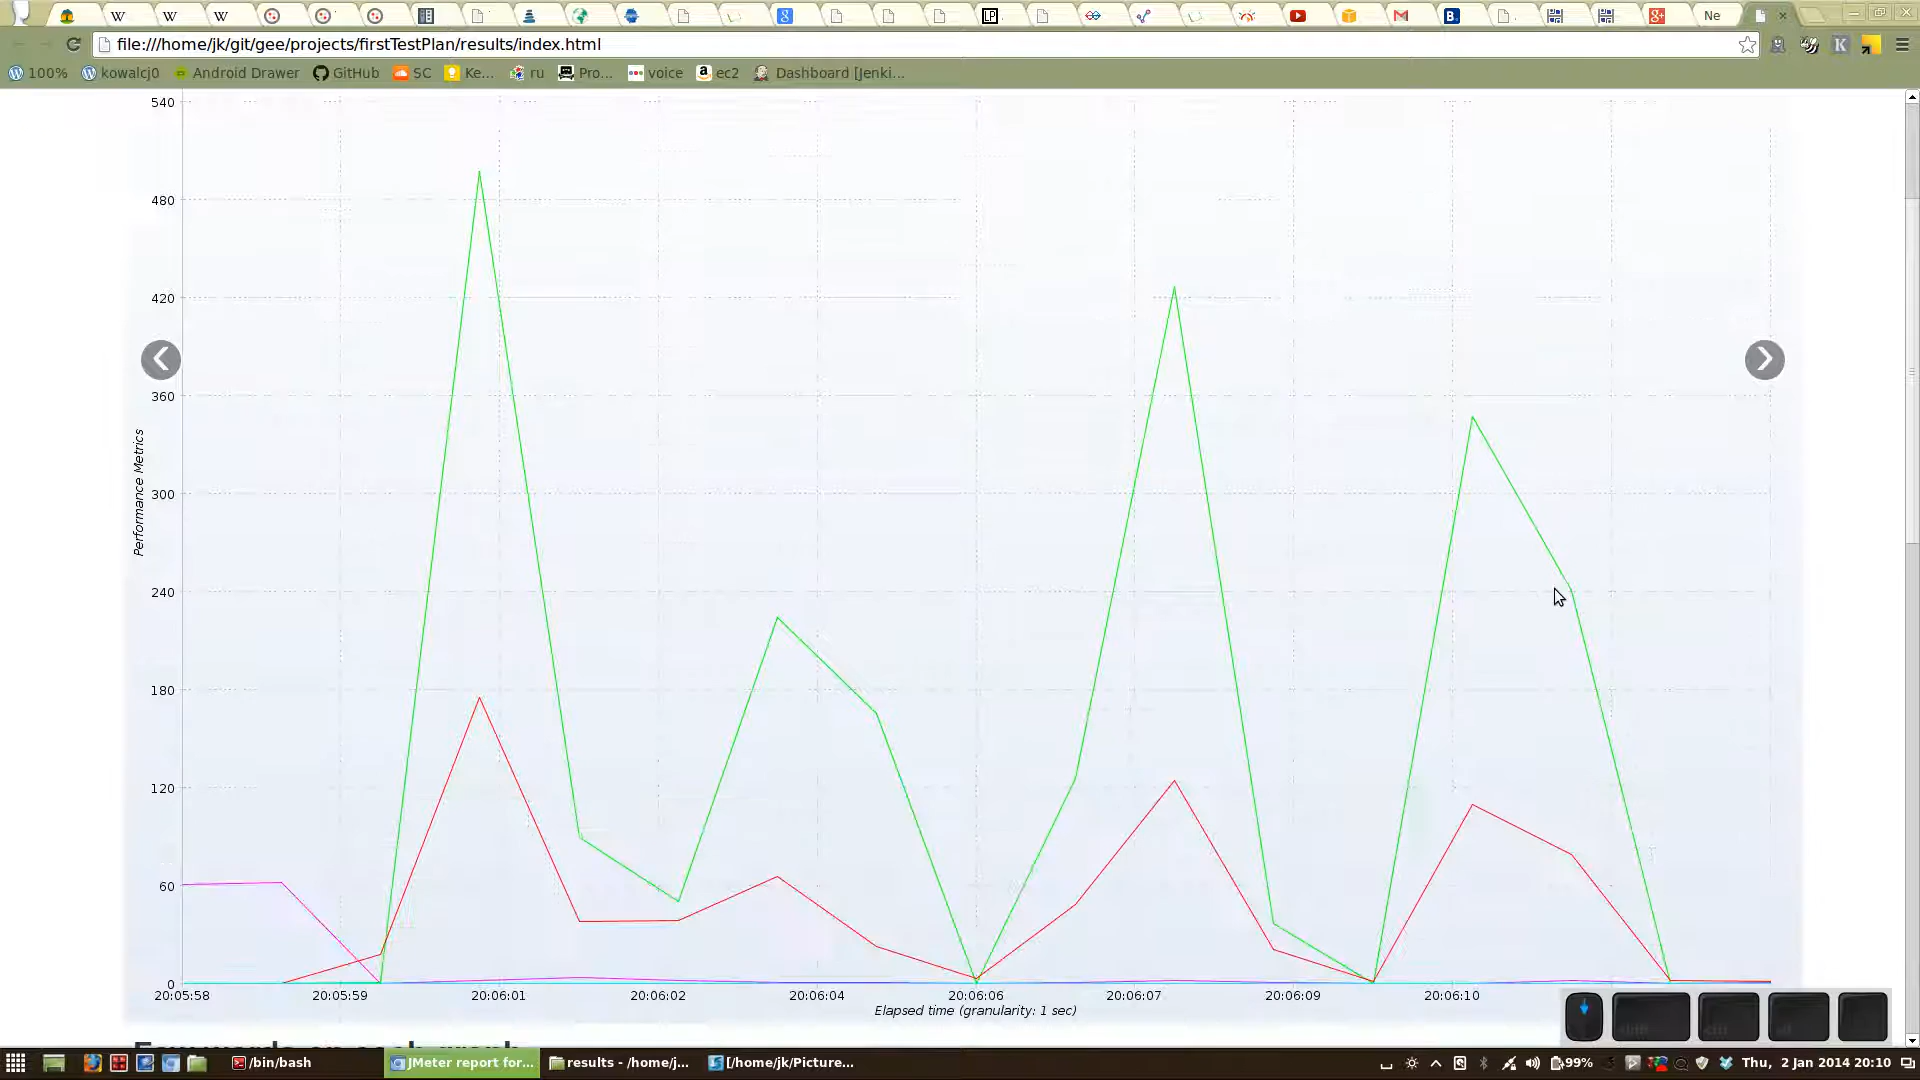 Ne
file:///home/jk/git/gee/projects/firstTestPlan/results/index.html
100% kowalcj0 Android Drawer GitHub SC Ke... ru Pro... voice ec2 Dashboard [Jenki...
540
480
420
360
300
240
180
120
60
0
Performance Metrics
20:05:58 20:05:59 20:06:01 20:06:02 20:06:04 20:06:06 20:06:07 20:06:09 20:06:10
Elapsed time (granularity: 1 sec)
/bin/bash JMeter report for... results - /home/j... [/home/jk/Picture... 99% Thu, 2 Jan 2014 20:10